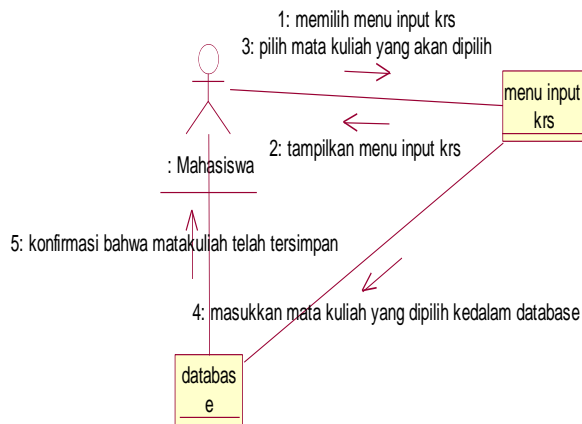 1: memilih menu input krs
3: pilih mata kuliah yang akan dipilih
menu input
krs
2: tampilkan menu input krs
: Mahasiswa
5: konfirmasi bahwa matakuliah telah tersimpan
4: masukkan mata kuliah yang dipilih kedalam database
databas
e